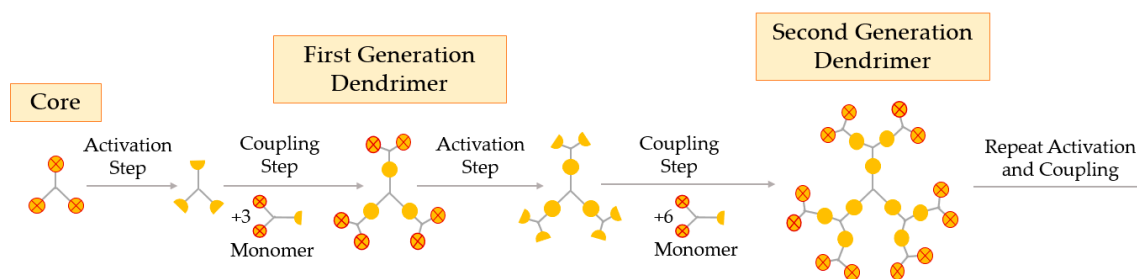 Core
Activation
Step
Coupling
Step
+3
Monomer
First Generation
Dendrimer
Activation
Step
Coupling
Step
+6
Monomer
Second Generation
Dendrimer
Repeat Activation
and Coupling